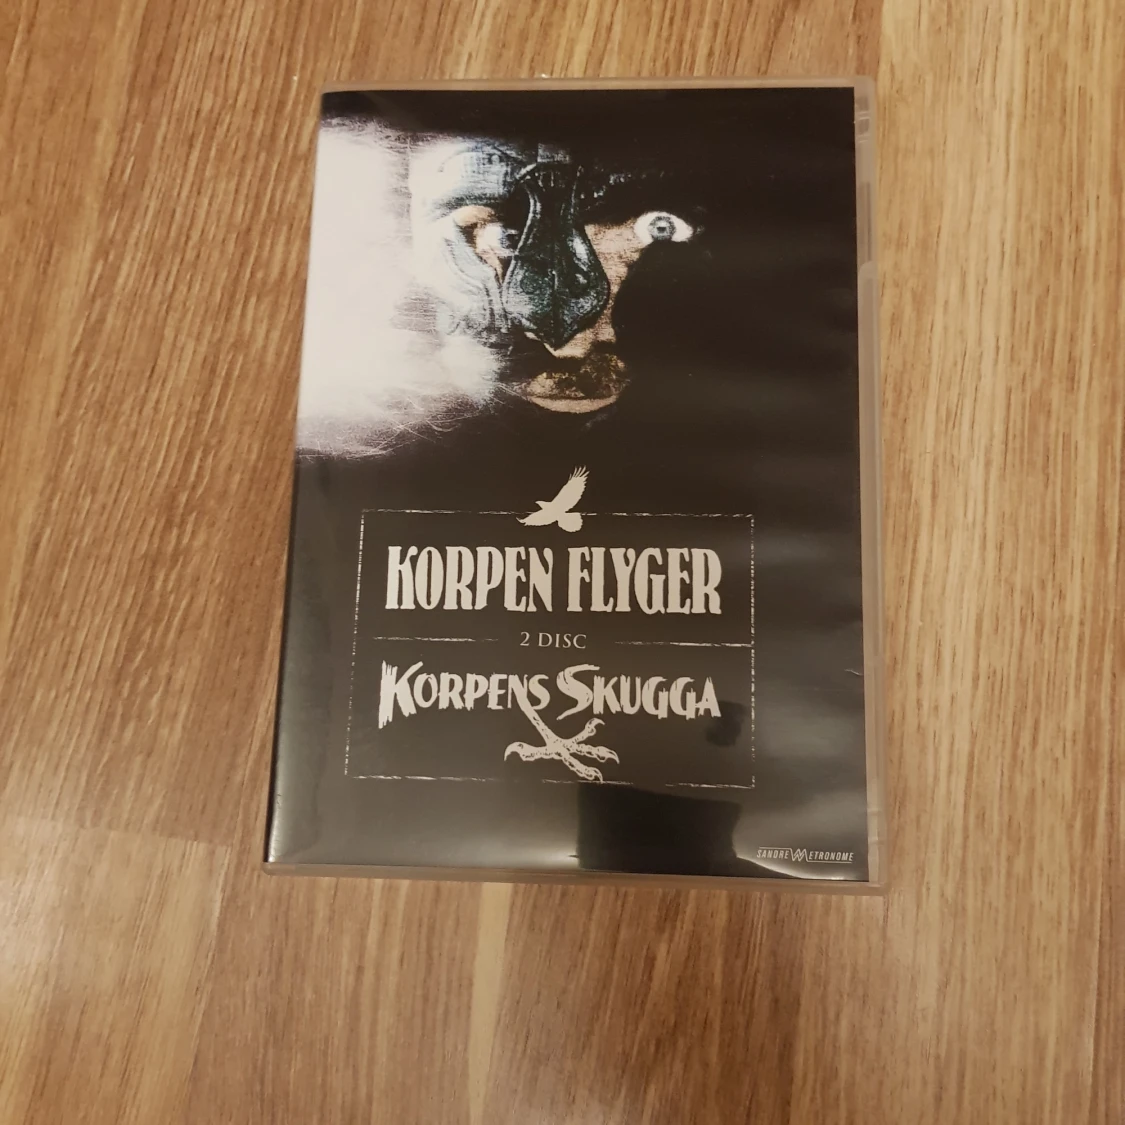 KORPEN FLYGER
2 DISC
KORPENS SKUGGA
SANDREW METRONOME